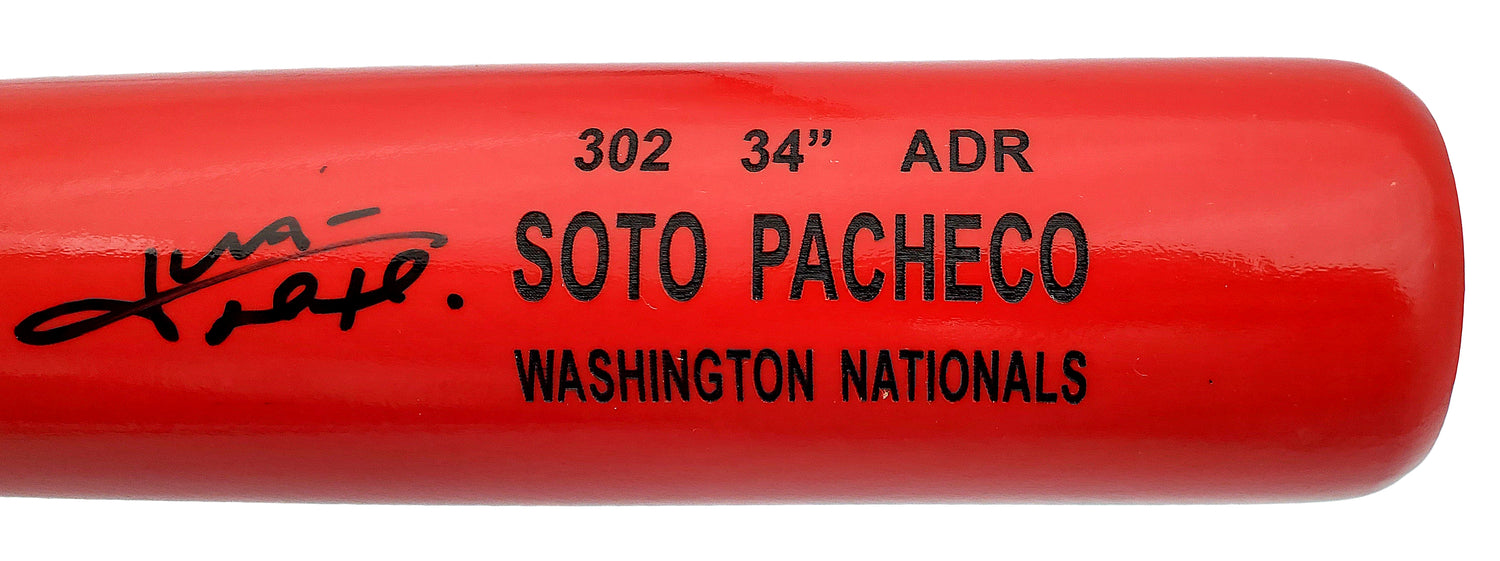 302 34” ADR
SOTO PACHECO
WASHINGTON NATIONALS